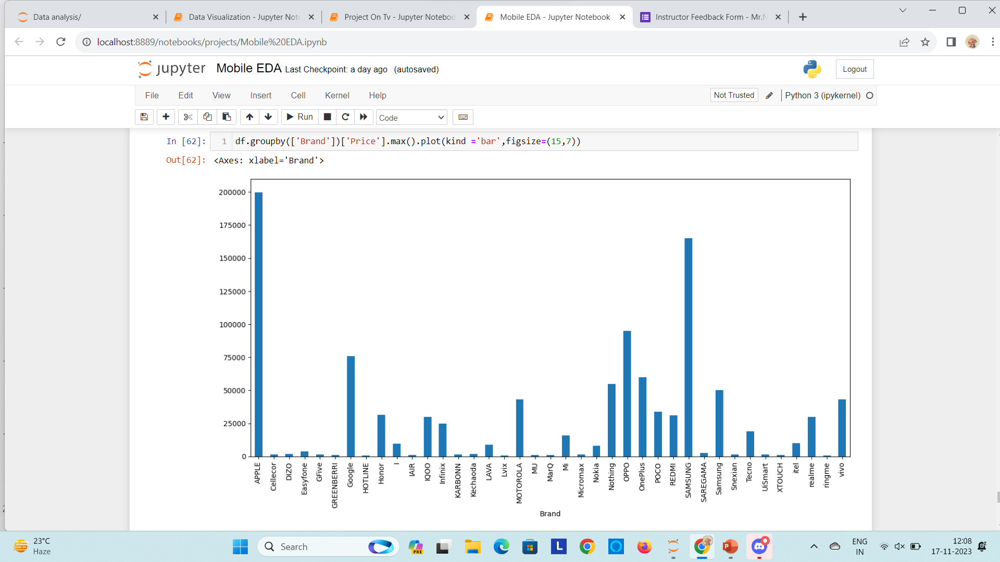 Data analysis/
Data Visualization - Jupyter Note
Project On Tv - Jupyter Noteboo
Mobile EDA - Jupyter Notebook
Instructor Feedback Form - Mr.N
localhost:8889/notebooks/projects/Mobile%20EDA.ipynb
jupyter Mobile EDA Last Checkpoint: a day ago (autosaved)
Logout
File Edit View Insert Cell Kernel Help
Not Trusted
Python 3 (ipykernel)
Run
Code
In [62]: 1 df.groupby(['Brand'])['Price'].max().plot(kind ='bar',figsize=(15,7))
Out[62]: <Axes: xlabel='Brand'>
200000
175000
150000
125000
100000
75000
50000
25000
0
APPLE
Cellecor
DIZO
Easyfone
GFive
GREENBERRI
Google
HOTLINE
Honor
I
IAIR
IQOO
Infinix
KARBONN
Kechaoda
LAVA
Lvix
MOTOROLA
MU
MarQ
Mi
Micromax
Nokia
Nothing
OPPO
OnePlus
POCO
REDMI
SAMSUNG
SAREGAMA
Samsung
Snexian
Tecno
UiSmart
XTOUCH
itel
realme
ringme
vivo
Brand
23°C
Haze
Search
PRE
L
P
ENG
IN
12:08
17-11-2023